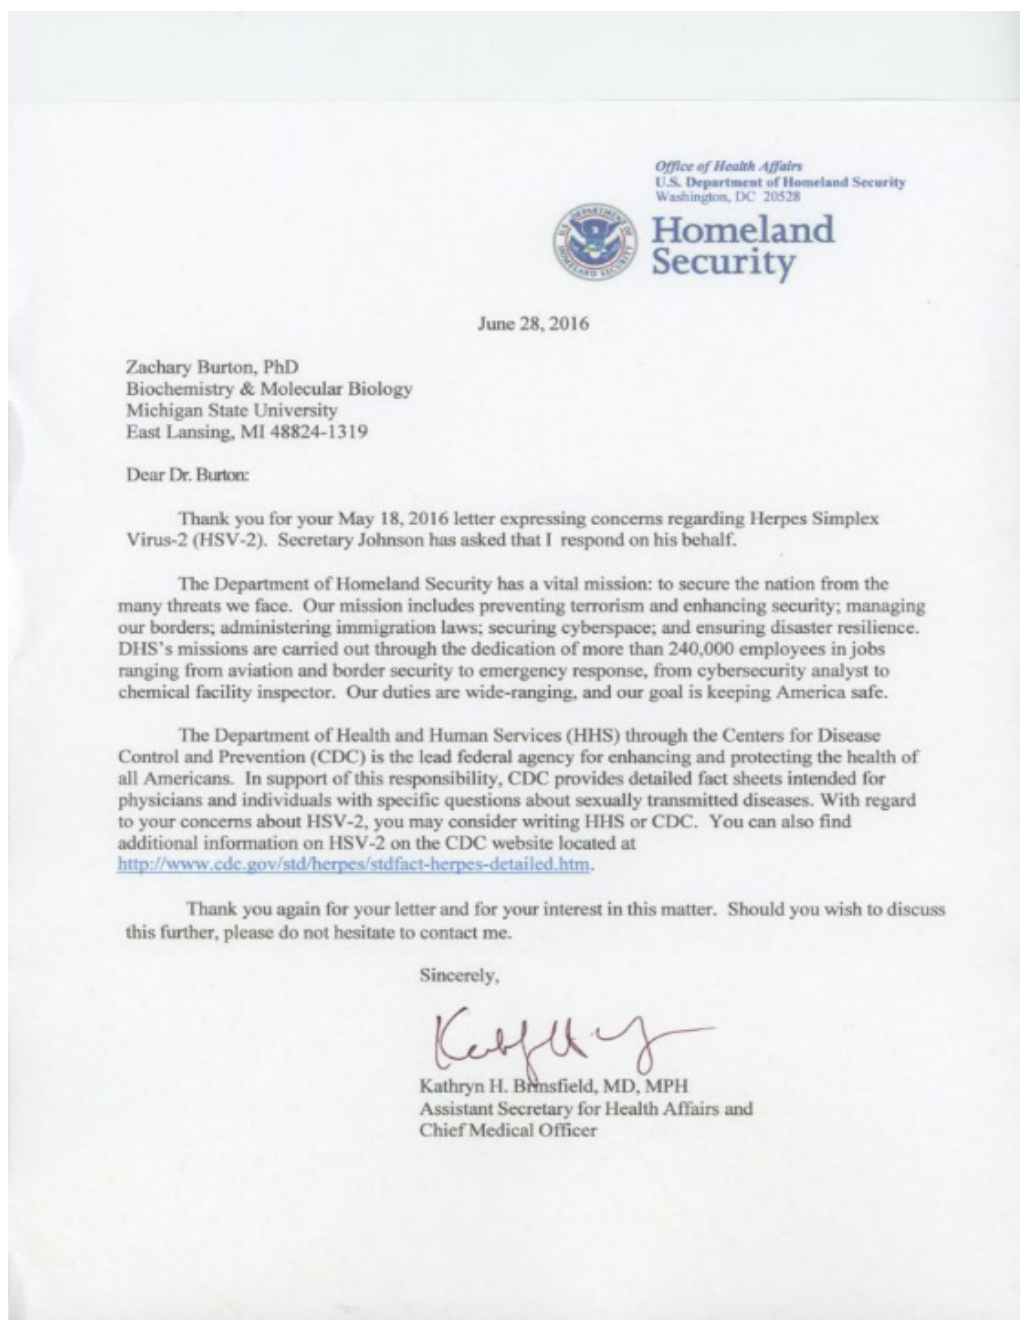 Office of Health Affairs
U.S. Department of Homeland Security
Washington, DC 20528
U.S. DEPARTMENT OF HOMELAND SECURITY
Homeland
Security
June 28, 2016
Zachary Burton, PhD
Biochemistry & Molecular Biology
Michigan State University
East Lansing, MI 48824-1319
Dear Dr. Burton:
Thank you for your May 18, 2016 letter expressing concerns regarding Herpes Simplex
Virus-2 (HSV-2). Secretary Johnson has asked that I respond on his behalf.
The Department of Homeland Security has a vital mission: to secure the nation from the
many threats we face. Our mission includes preventing terrorism and enhancing security; managing
our borders; administering immigration laws; securing cyberspace; and ensuring disaster resilience.
DHS's missions are carried out through the dedication of more than 240,000 employees in jobs
ranging from aviation and border security to emergency response, from cybersecurity analyst to
chemical facility inspector. Our duties are wide-ranging, and our goal is keeping America safe.
The Department of Health and Human Services (HHS) through the Centers for Disease
Control and Prevention (CDC) is the lead federal agency for enhancing and protecting the health of
all Americans. In support of this responsibility, CDC provides detailed fact sheets intended for
physicians and individuals with specific questions about sexually transmitted diseases. With regard
to your concerns about HSV-2, you may consider writing HHS or CDC. You can also find
additional information on HSV-2 on the CDC website located at
http://www.cdc.gov/std/herpes/stdfact-herpes-detailed.htm.
Thank you again for your letter and for your interest in this matter. Should you wish to discuss
this further, please do not hesitate to contact me.
Sincerely,
Kathryn H. Brinsfield, MD, MPH
Assistant Secretary for Health Affairs and
Chief Medical Officer